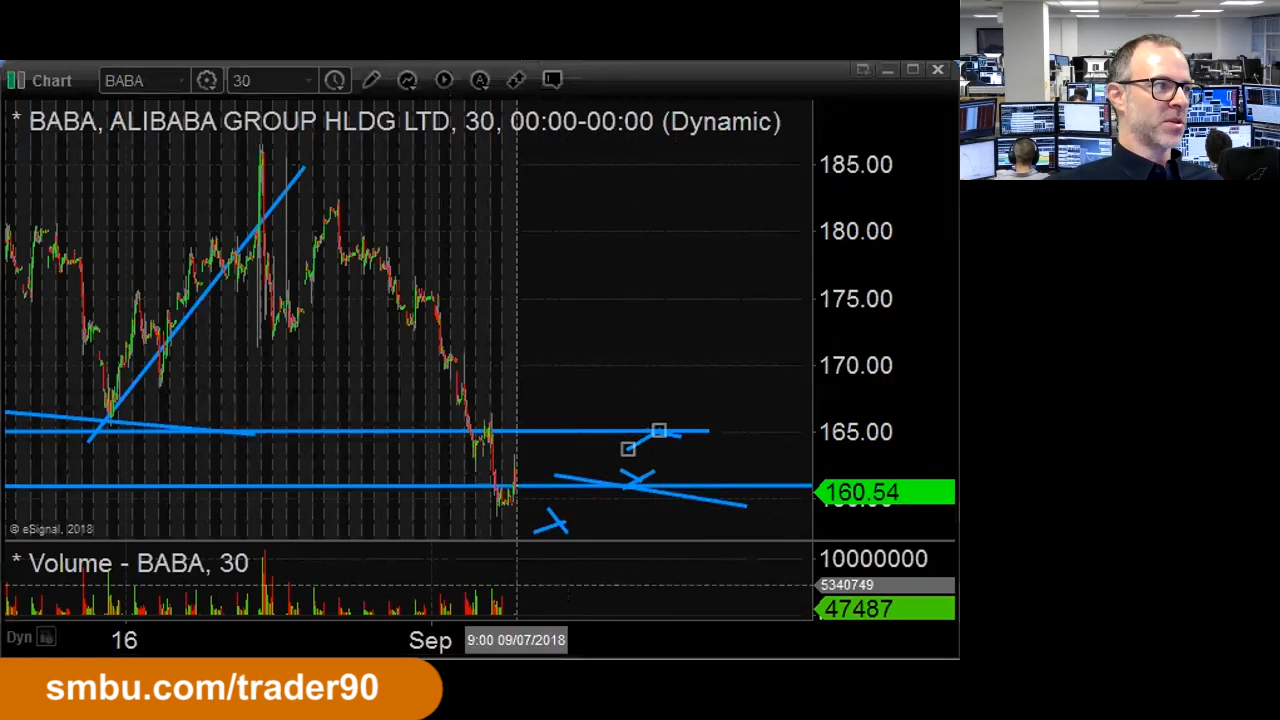 Chart BABA 30
* BABA, ALIBABA GROUP HLDG LTD, 30, 00:00-00:00 (Dynamic)
185.00
180.00
175.00
170.00
165.00
160.54
© eSignal, 2018
* Volume - BABA, 30
10000000
5340749
47487
Dyn 16 Sep 9:00 09/07/2018
smbu.com/trader90